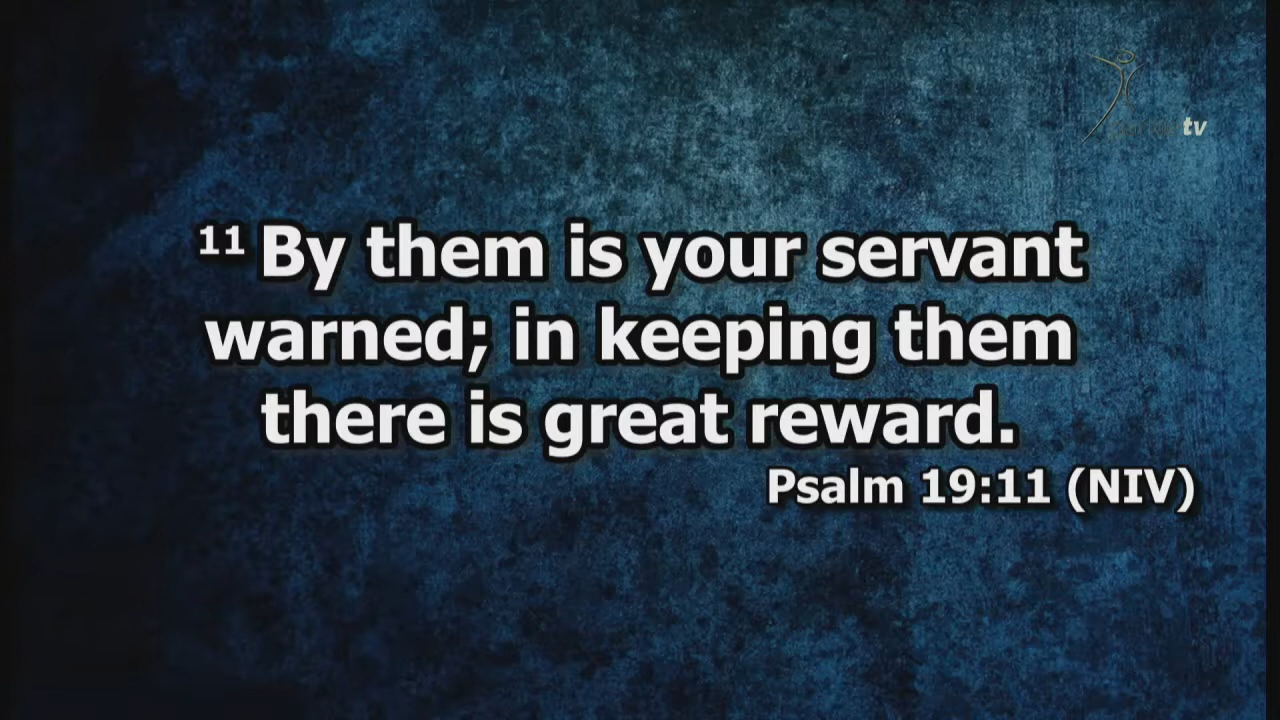 tv
11 By them is your servant
warned; in keeping them
there is great reward.
Psalm 19:11 (NIV)